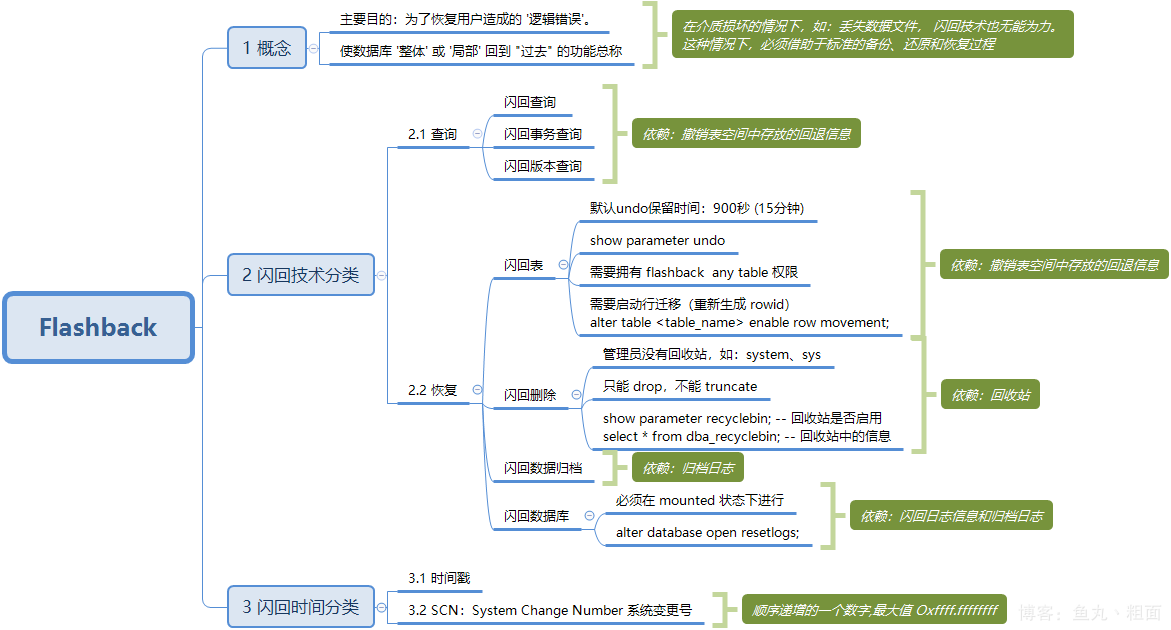 Flashback
1 概念
主要目的：为了恢复用户造成的 '逻辑错误'。
使数据库 '整体' 或 '局部' 回到 "过去" 的功能总称
在介质损坏的情况下，如：丢失数据文件， 闪回技术也无能为力。
这种情况下，必须借助于标准的备份、还原和恢复过程
2 闪回技术分类
2.1 查询
闪回查询
闪回事务查询
闪回版本查询
依赖：撤销表空间中存放的回退信息
2.2 恢复
闪回表
默认undo保留时间：900秒 (15分钟)
show parameter undo
需要拥有 flashback any table 权限
需要启动行迁移（重新生成 rowid）
alter table <table_name> enable row movement;
依赖：撤销表空间中存放的回退信息
闪回删除
管理员没有回收站，如：system、sys
只能 drop，不能 truncate
show parameter recyclebin; -- 回收站是否启用
select * from dba_recyclebin; -- 回收站中的信息
依赖：回收站
闪回数据归档
依赖：归档日志
闪回数据库
必须在 mounted 状态下进行
alter database open resetlogs;
依赖：闪回日志信息和归档日志
3 闪回时间分类
3.1 时间戳
3.2 SCN：System Change Number 系统变更号
顺序递增的一个数字,最大值 0xffff.ffffffff
博客：鱼丸丶粗面